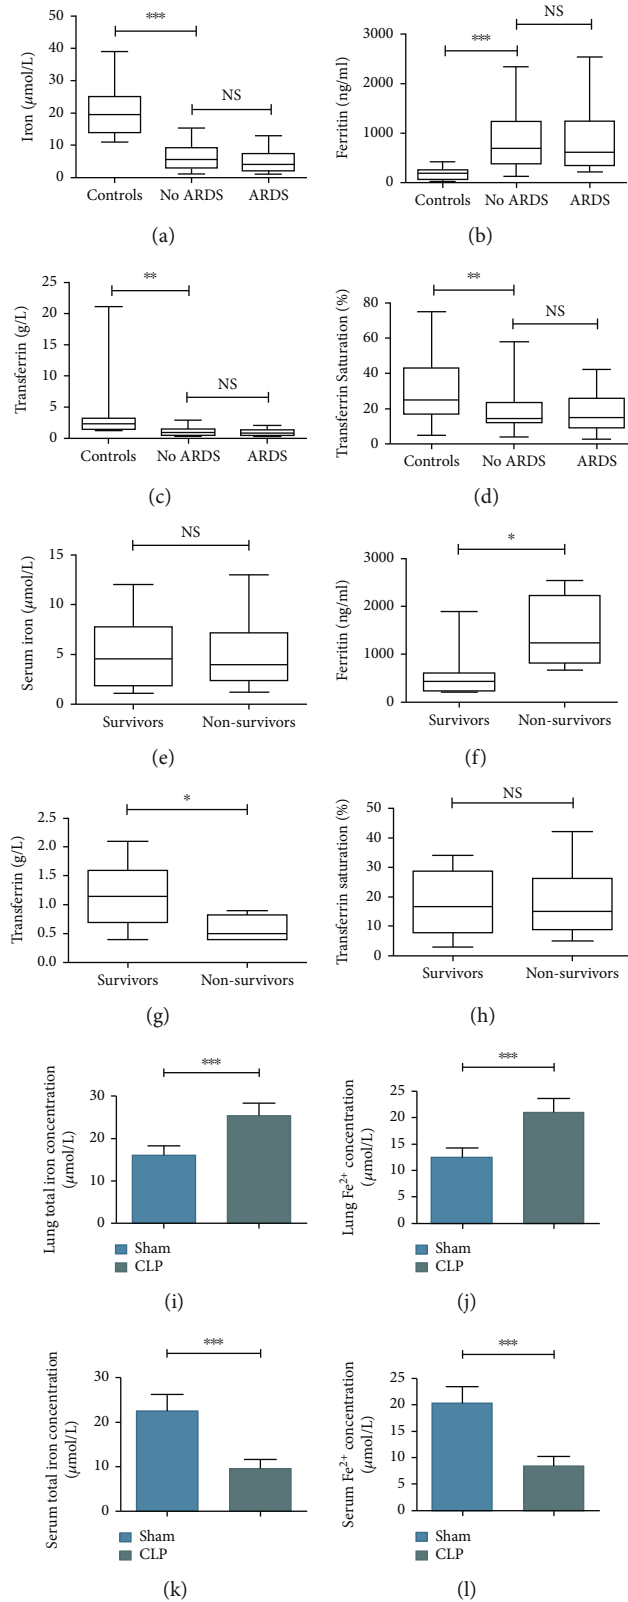 ***
NS
Iron (μmol/L)
50
40
30
20
10
0
Controls No ARDS ARDS
(a)
NS
***
Ferritin (ng/ml)
3000
2000
1000
0
Controls No ARDS ARDS
(b)
**
NS
Transferrin (g/L)
25
20
15
10
5
0
Controls No ARDS ARDS
(c)
**
NS
Transferrin Saturation (%)
80
60
40
20
0
Controls No ARDS ARDS
(d)
NS
Serum iron (μmol/L)
15
10
5
0
Survivors Non-survivors
(e)
*
Ferritin (ng/ml)
3000
2000
1000
0
Survivors Non-survivors
(f)
*
Transferrin (g/L)
2.5
2.0
1.5
1.0
0.5
0.0
Survivors Non-survivors
(g)
NS
Transferrin saturation (%)
50
40
30
20
10
0
Survivors Non-survivors
(h)
***
Lung total iron concentration
(μmol/L)
30
20
10
0
Sham
CLP
(i)
***
Lung Fe²⁺ concentration
(μmol/L)
25
20
15
10
5
0
Sham
CLP
(j)
***
Serum total iron concentration
(μmol/L)
30
20
10
0
Sham
CLP
(k)
***
Serum Fe²⁺ concentration
(μmol/L)
25
20
15
10
5
0
Sham
CLP
(l)